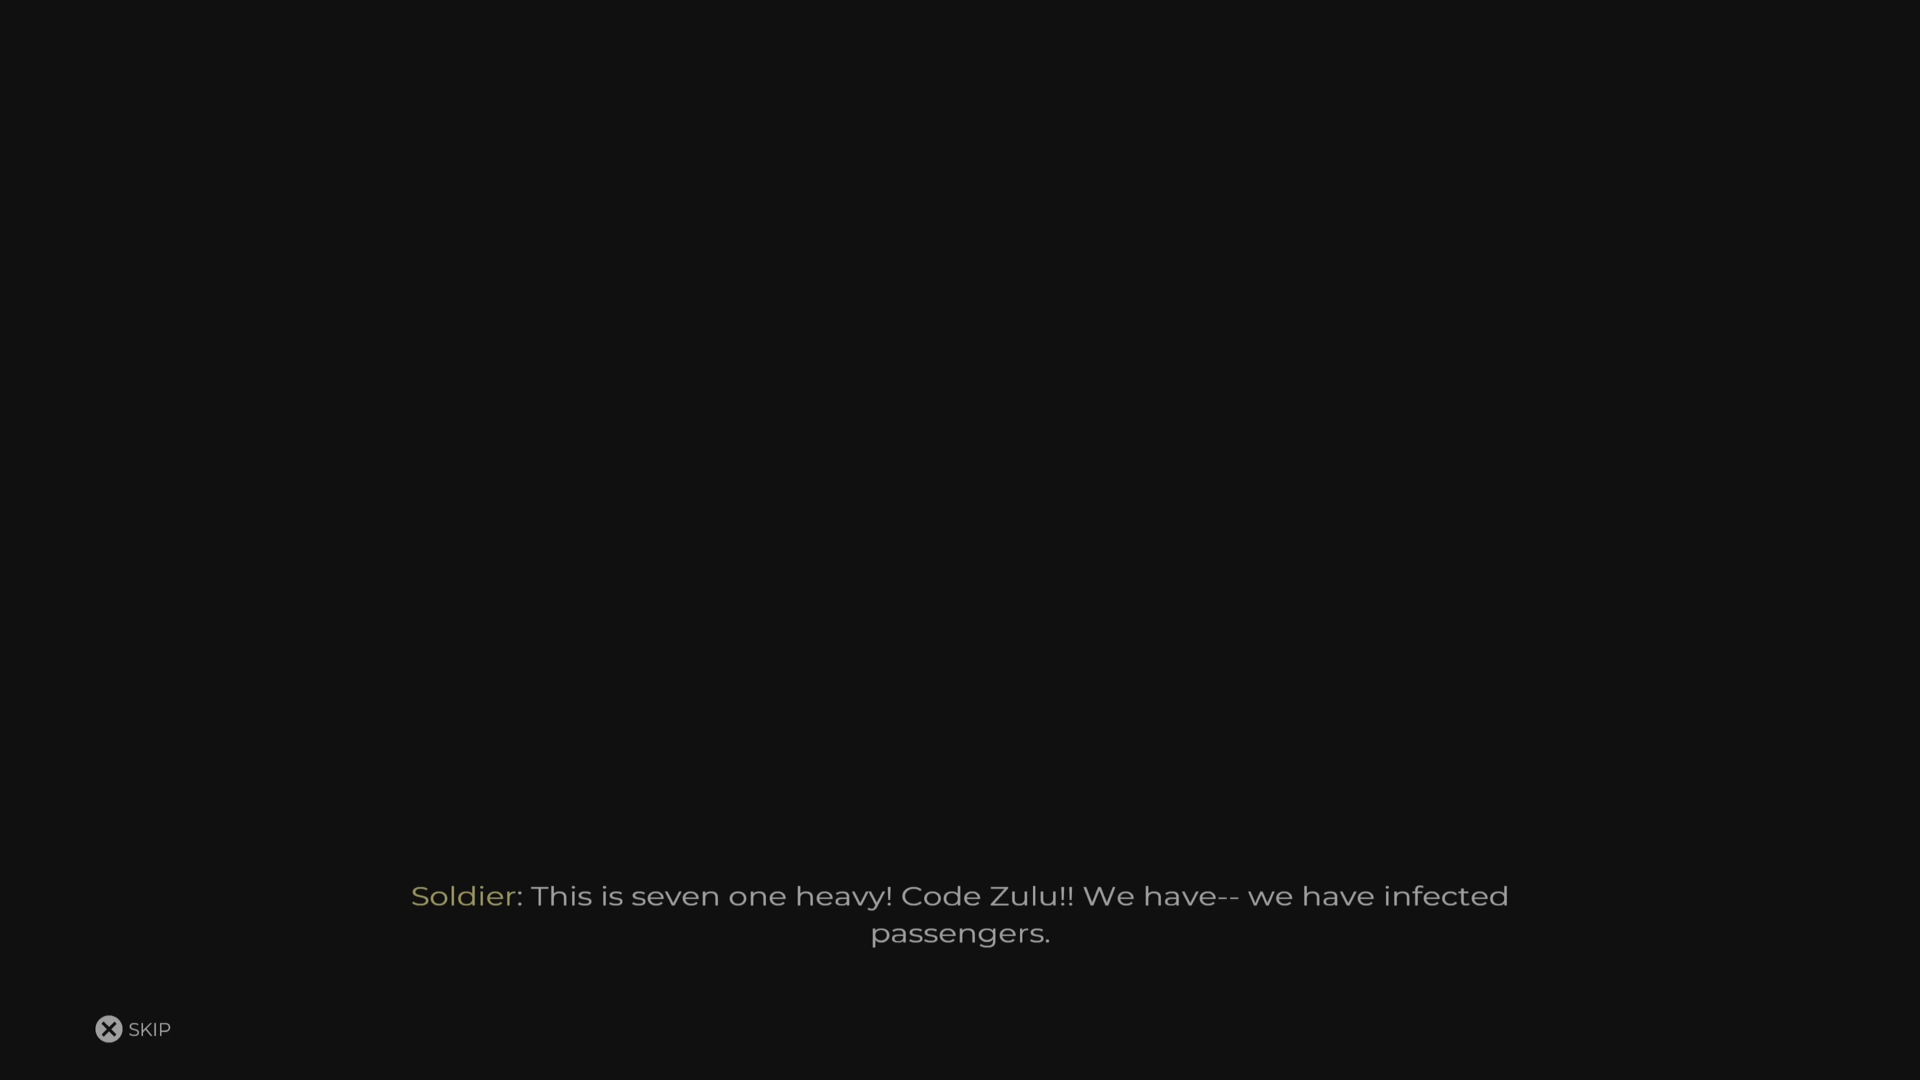 Soldier: This is seven one heavy! Code Zulu!! We have-- we have infected
passengers.
SKIP